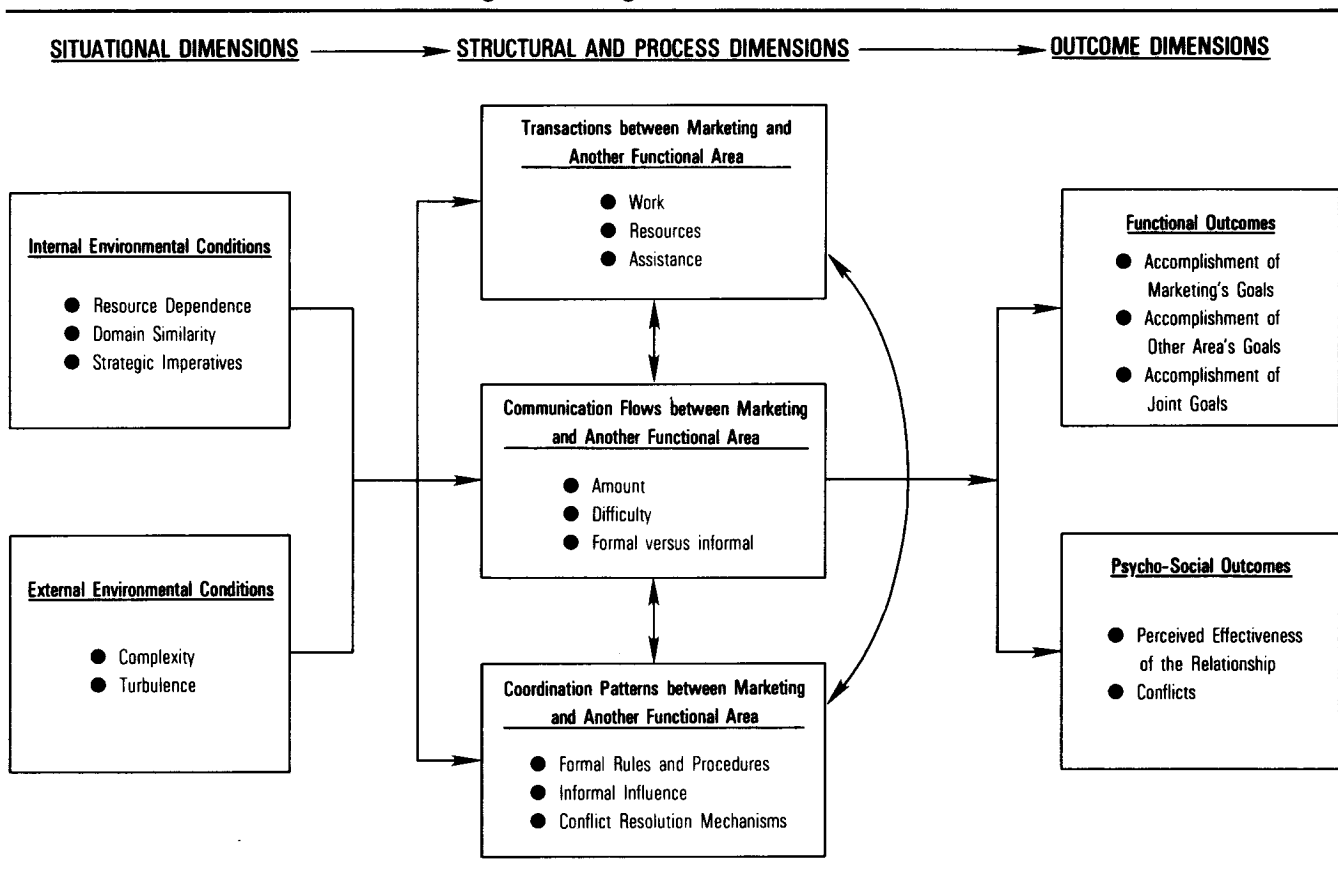 SITUATIONAL DIMENSIONS
STRUCTURAL AND PROCESS DIMENSIONS
OUTCOME DIMENSIONS
Internal Environmental Conditions
● Resource Dependence
● Domain Similarity
● Strategic Imperatives
External Environmental Conditions
● Complexity
● Turbulence
Transactions between Marketing and
Another Functional Area
● Work
● Resources
● Assistance
Communication Flows between Marketing
and Another Functional Area
● Amount
● Difficulty
● Formal versus informal
Coordination Patterns between Marketing
and Another Functional Area
● Formal Rules and Procedures
● Informal Influence
● Conflict Resolution Mechanisms
Functional Outcomes
● Accomplishment of
Marketing's Goals
● Accomplishment of
Other Area's Goals
● Accomplishment of
Joint Goals
Psycho-Social Outcomes
● Perceived Effectiveness
of the Relationship
● Conflicts